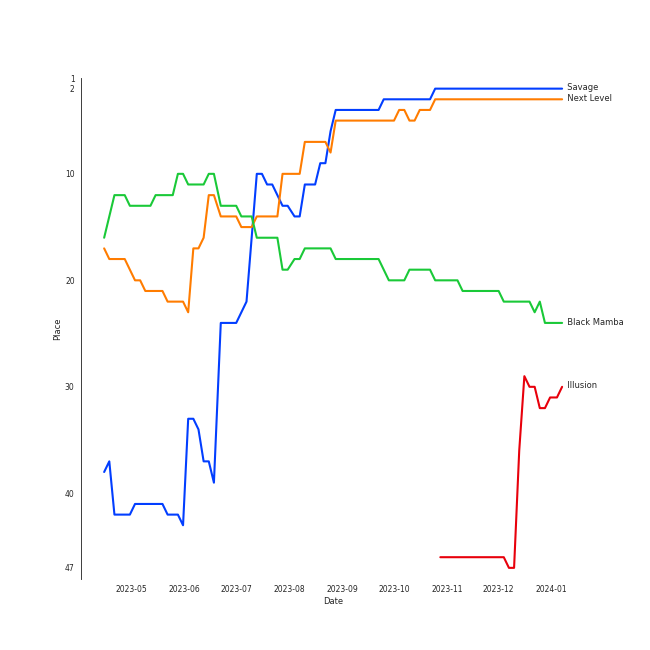 1
2
10
20
30
40
47
Place
Savage
Next Level
Black Mamba
Illusion
2023-05
2023-06
2023-07
2023-08
2023-09
2023-10
2023-11
2023-12
2024-01
Date